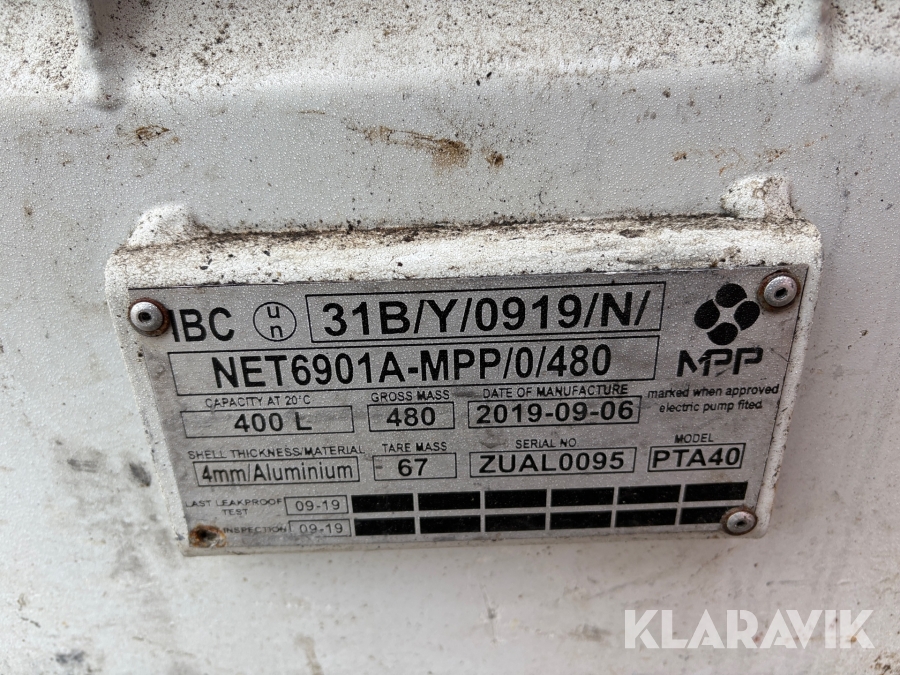 IBC un 31B/Y/0919/N/
NET6901A-MPP/0/480
MPP
marked when approved
electric pump fited.
CAPACITY AT 20°C GROSS MASS DATE OF MANUFACTURE
400 L 480 2019-09-06
SHELL THICKNESS/MATERIAL TARE MASS SERIAL NO MODEL
4mm/Aluminium 67 ZUAL0095 PTA40
LAST LEAKPROOF
TEST 09-19
INSPECTION 09-19
KLARAVIK